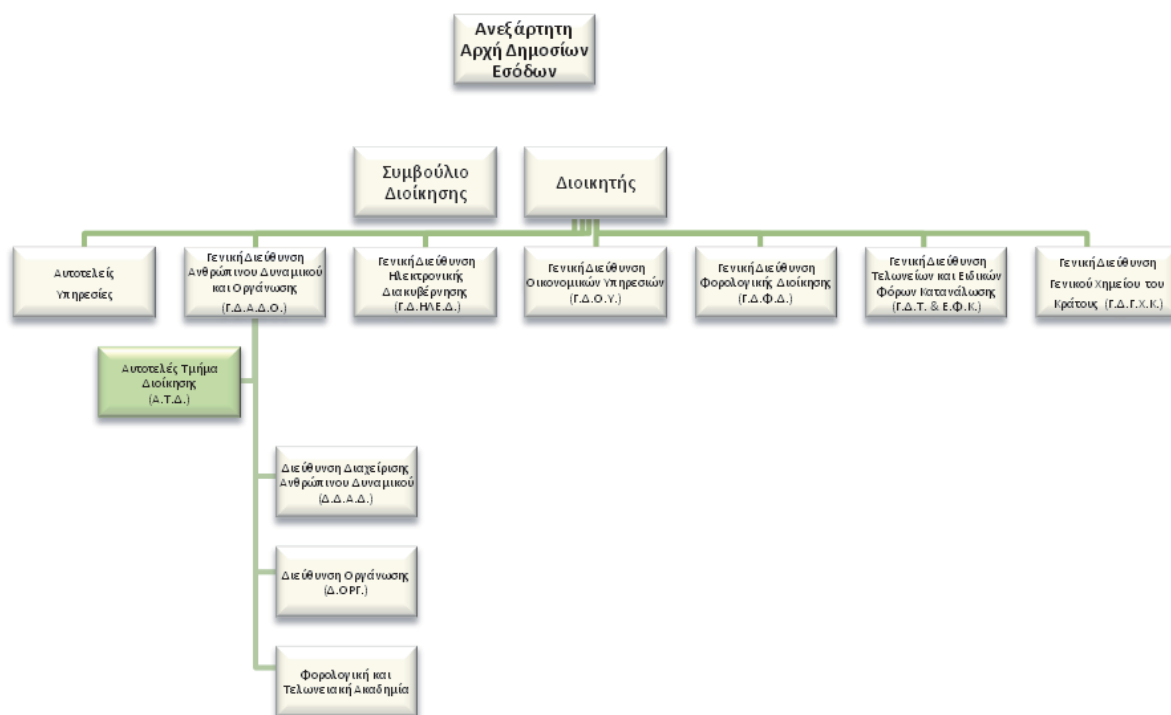 Ανεξάρτητη
Αρχή Δημοσίων
Εσόδων
Συμβούλιο
Διοίκησης
Διοικητής
Αυτοτελείς
Υπηρεσίες
Γενική Διεύθυνση
Ανθρώπινου Δυναμικού
και Οργάνωσης
(Γ.Δ.Α.Δ.Ο.)
Γενική Διεύθυνση
Ηλεκτρονικής
Διακυβέρνησης
(Γ.Δ.ΗΛΕ.Δ.)
Γενική Διεύθυνση
Οικονομικών Υπηρεσιών
(Γ.Δ.Ο.Υ.)
Γενική Διεύθυνση
Φορολογικής Διοίκησης
(Γ.Δ.Φ.Δ.)
Γενική Διεύθυνση
Τελωνείων και Ειδικών
Φόρων Κατανάλωσης
(Γ.Δ.Τ. & Ε.Φ.Κ.)
Γενική Διεύθυνση
Γενικού Χημείου του
Κράτους (Γ.Δ.Γ.Χ.Κ.)
Αυτοτελές Τμήμα
Διοίκησης
(Α.Τ.Δ.)
Διεύθυνση Διαχείρισης
Ανθρώπινου Δυναμικού
(Δ.Δ.Α.Δ.)
Διεύθυνση Οργάνωσης
(Δ.ΟΡΓ.)
Φορολογική και
Τελωνειακή Ακαδημία